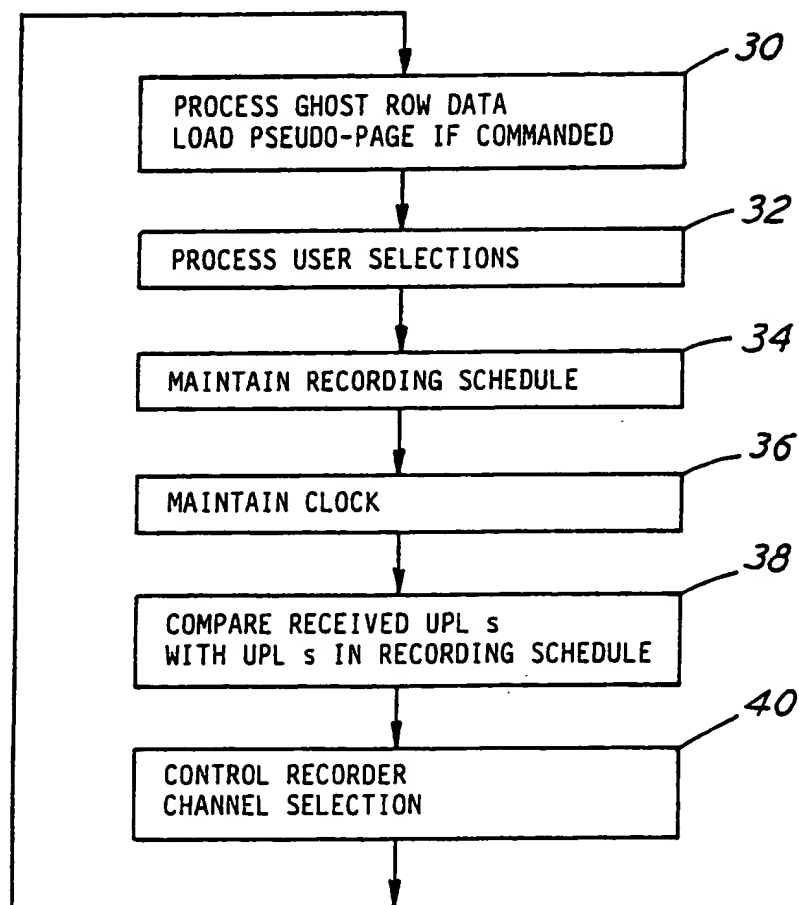 30
PROCESS GHOST ROW DATA
LOAD PSEUDO-PAGE IF COMMANDED
32
PROCESS USER SELECTIONS
34
MAINTAIN RECORDING SCHEDULE
36
MAINTAIN CLOCK
38
COMPARE RECEIVED UPL s
WITH UPL s IN RECORDING SCHEDULE
40
CONTROL RECORDER
CHANNEL SELECTION